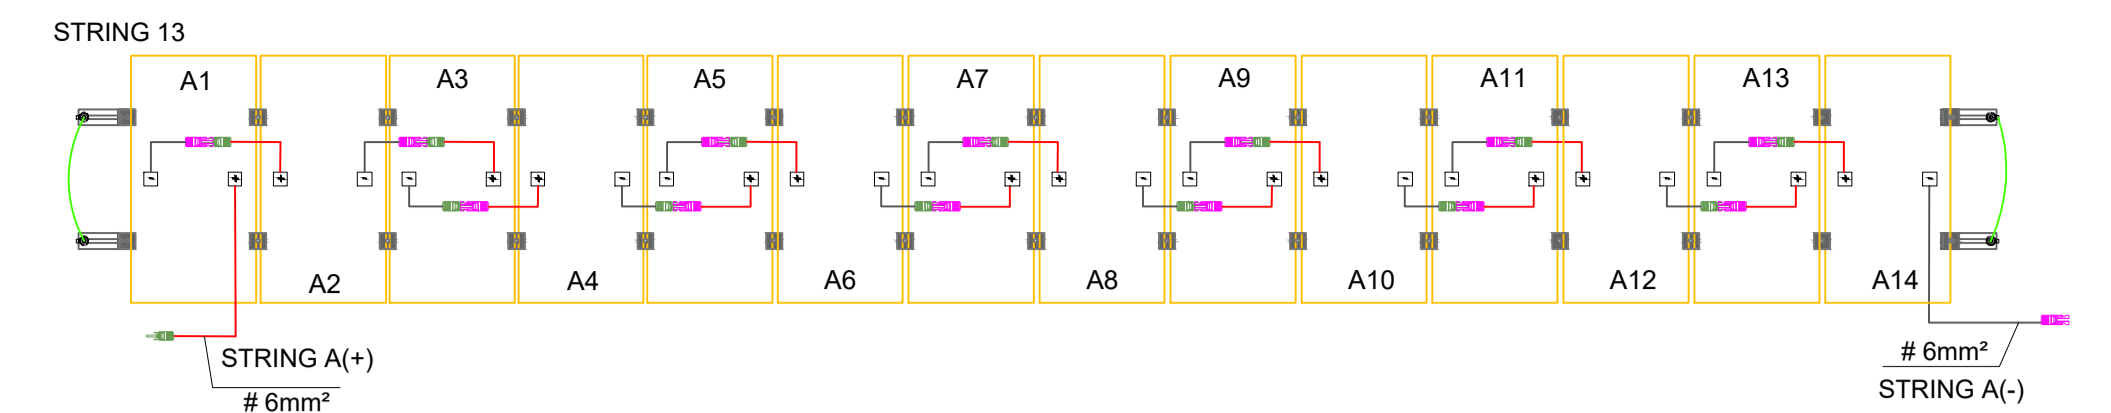 STRING 13
A1
A3
A5
A7
A9
A11
A13
- + + - - + + - - + + - - + + - - + + - - + + - - + + -
A2
A4
A6
A8
A10
A12
A14
STRING A(+)
# 6mm²
# 6mm²
STRING A(-)